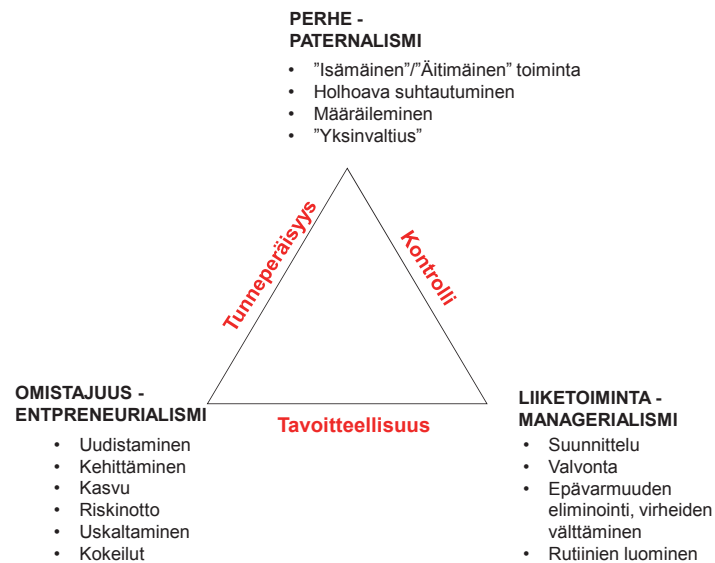 PERHE -
PATERNALISMI
• "Isämäinen"/"Äitimäinen" toiminta
• Holhoava suhtautuminen
• Määräileminen
• "Yksinvaltius"
Tunneperäisyys
Kontrolli
OMISTAJUUS -
ENTPRENEURIALISMI
• Uudistaminen
• Kehittäminen
• Kasvu
• Riskinotto
• Uskaltaminen
• Kokeilut
Tavoitteellisuus
LIIKETOIMINTA -
MANAGERIALISMI
• Suunnittelu
• Valvonta
• Epävarmuuden
eliminointi, virheiden
välttäminen
• Rutiinien luominen